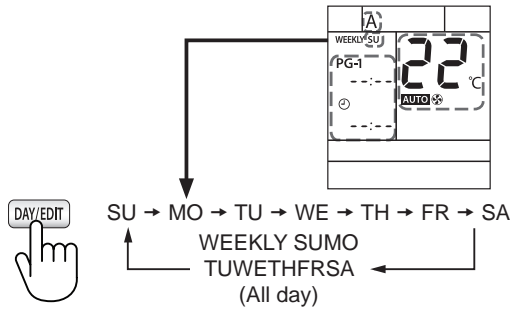 A
WEEKLY SU
PG-1
--:--
--:--
22 °C
AUTO
DAY/EDIT
SU → MO → TU → WE → TH → FR → SA
WEEKLY SUMO
TUWETHFRSA
(All day)